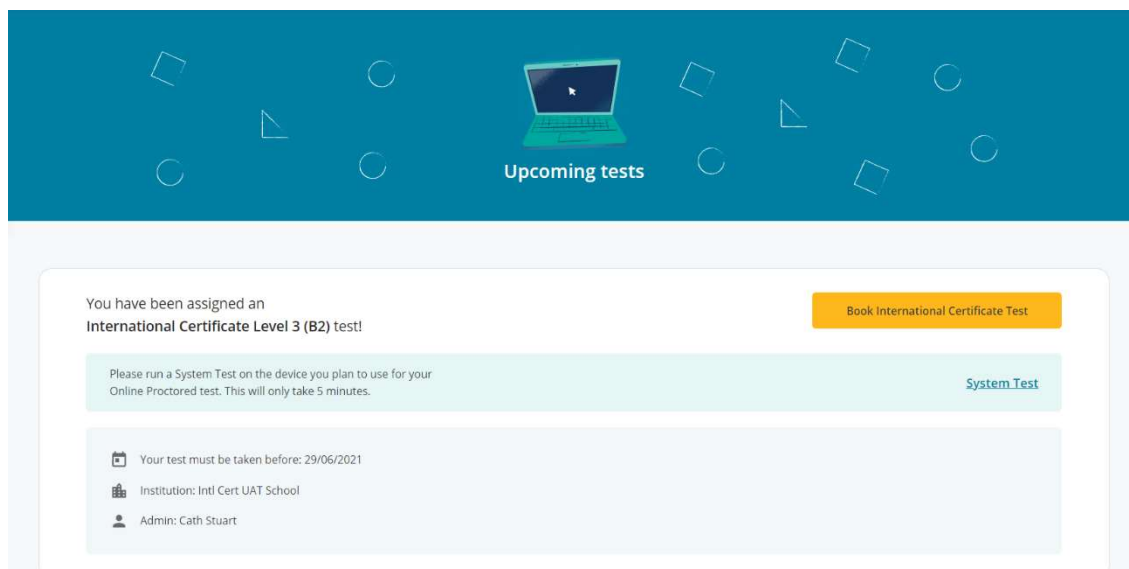 Upcoming tests
You have been assigned an
International Certificate Level 3 (B2) test!
Book International Certificate Test
Please run a System Test on the device you plan to use for your
Online Proctored test. This will only take 5 minutes.
System Test
Your test must be taken before: 29/06/2021
Institution: Intl Cert UAT School
Admin: Cath Stuart